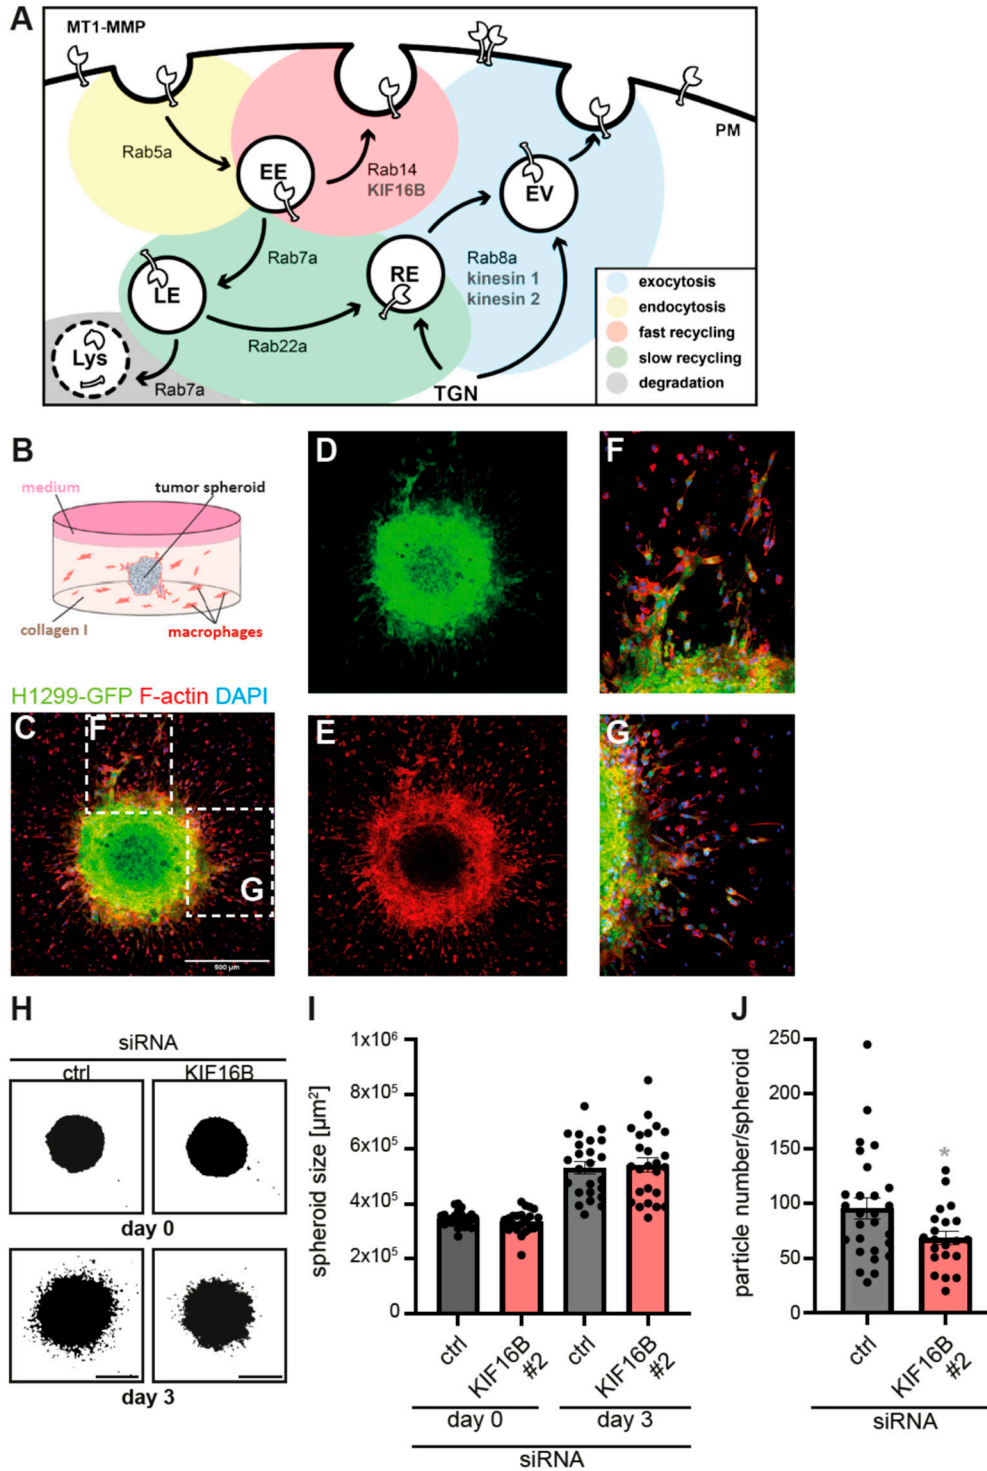 A
MT1-MMP
PM
Rab5a
EE
Rab14
KIF16B
EV
Rab7a
Rab8a
kinesin 1
kinesin 2
LE
RE
Rab22a
Lys
Rab7a
TGN
exocytosis
endocytosis
fast recycling
slow recycling
degradation
B
medium
tumor spheroid
collagen I
macrophages
D
F
H1299-GFP F-actin DAPI
C
F
G
500 µm
E
G
H
siRNA
ctrl KIF16B
day 0
day 3
I
spheroid size [µm²]
1x10⁶
8x10⁵
6x10⁵
4x10⁵
2x10⁵
0
ctrl
KIF16B
#2
ctrl
KIF16B
#2
day 0 day 3
siRNA
J
particle number/spheroid
250
200
150
100
50
0
*
ctrl
KIF16B
#2
siRNA